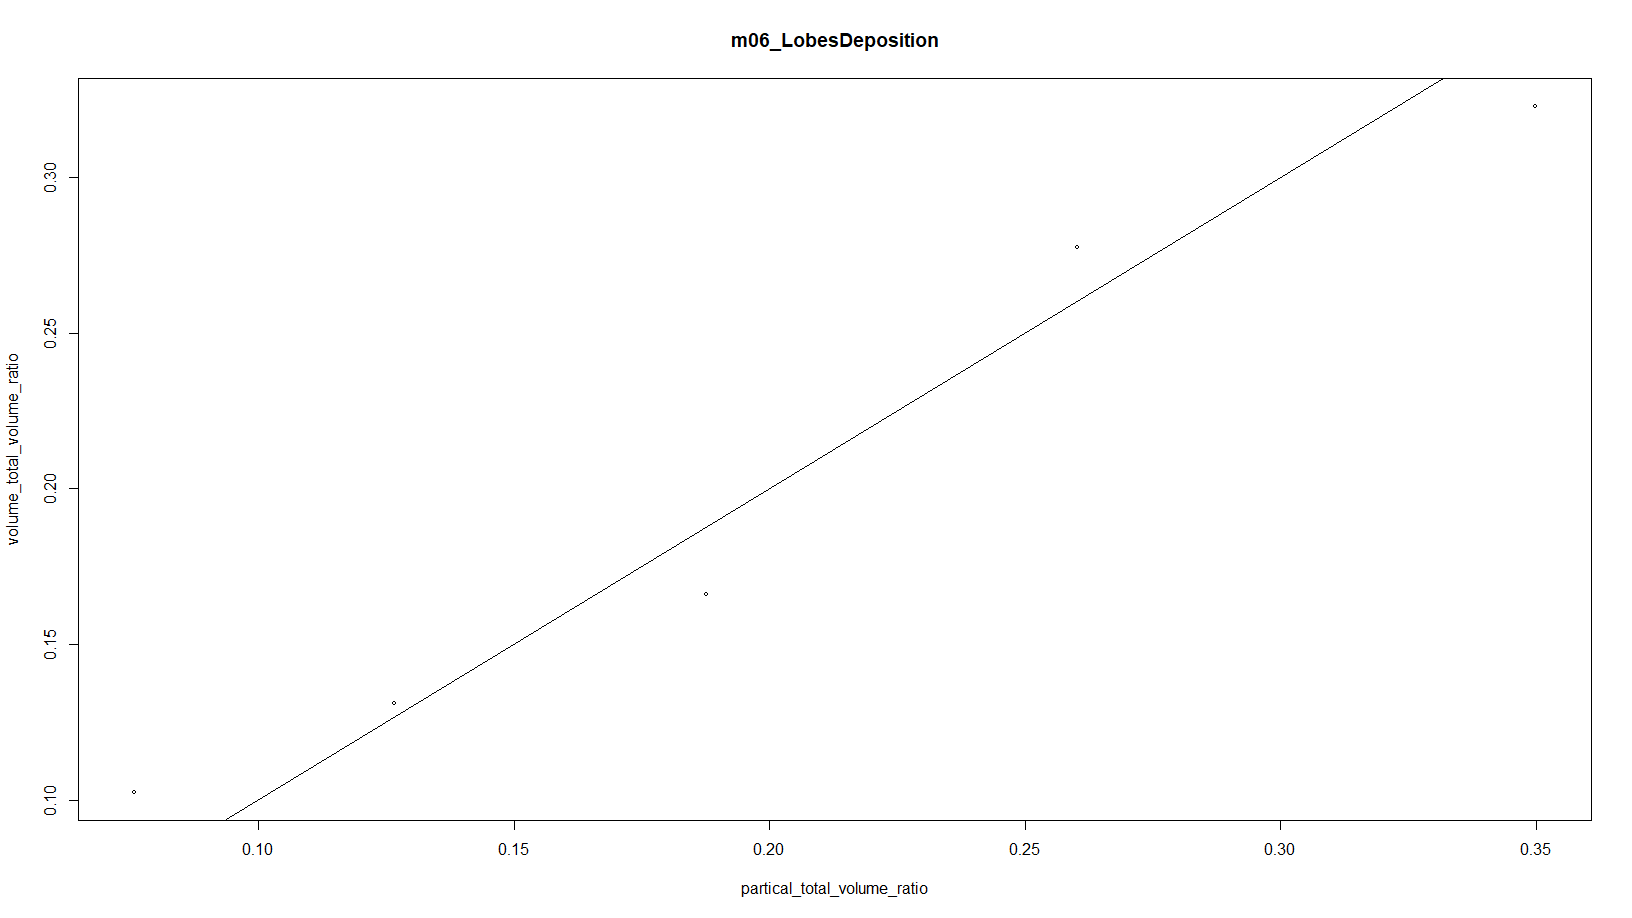 m06_LobesDeposition
volume_total_volume_ratio
0.30
0.25
0.20
0.15
0.10
0.10 0.15 0.20 0.25 0.30 0.35
partical_total_volume_ratio